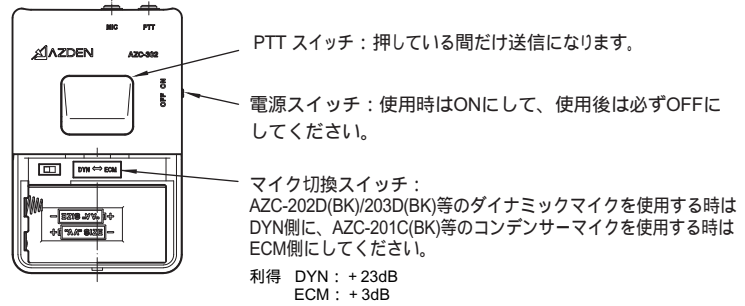 MIC PTT
AZDEN AZC-332
OFF ON
PTT スイッチ：押している間だけ送信になります。
電源スイッチ：使用時はONにして、使用後は必ずOFFに
してください。
DYN ⇔ ECM
マイク切換スイッチ：
AZC-202D(BK)/203D(BK)等のダイナミックマイクを使用する時は
DYN側に、AZC-201C(BK)等のコンデンサーマイクを使用する時は
ECM側にしてください。
− SIZE "AA" +
+ SIZE "AA" −
利得 DYN：+23dB
ECM：+3dB